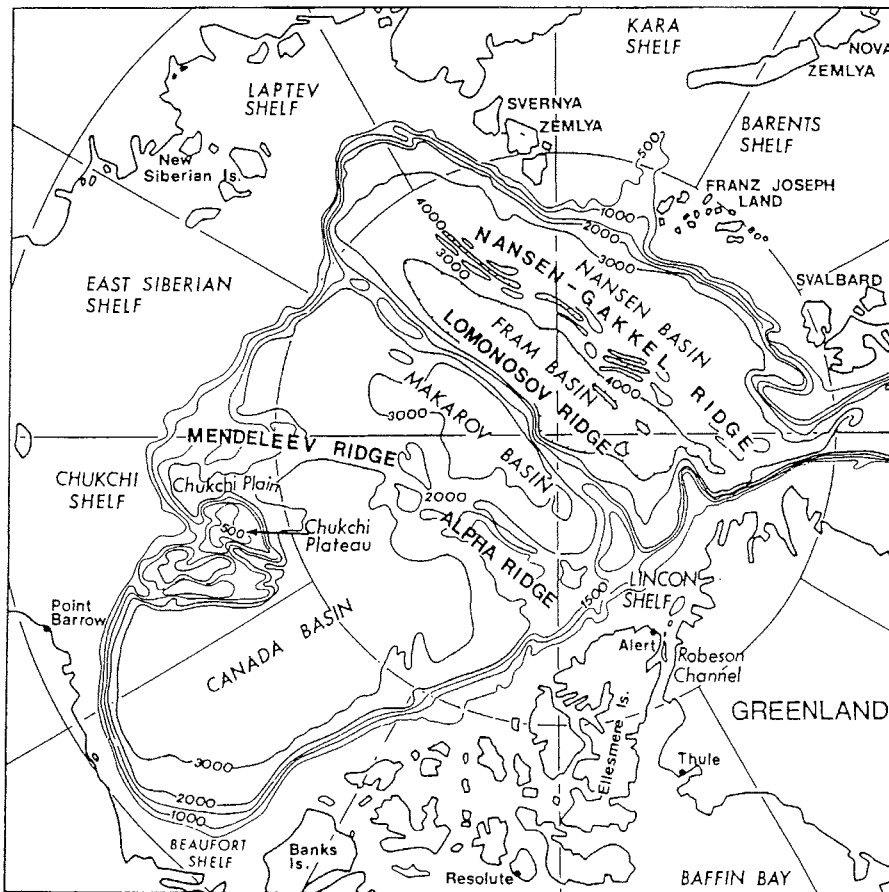 KARA
SHELF
NOVA
ZEMLYA
LAPTEV
SHELF
SVERNYA
ZEMLYA
BARENTS
SHELF
500
New
Siberian Is.
FRANZ JOSEPH
LAND
1000
2000
3000
4000
3000
NANSEN-GAKKEL RIDGE
NANSEN BASIN
EAST SIBERIAN
SHELF
SVALBARD
FRAM BASIN
LOMONOSOV RIDGE
4000
MAKAROV BASIN
3000
MENDELEEV RIDGE
CHUKCHI
SHELF
Chukchi Plain
2000
500
Chukchi
Plateau
ALPHA RIDGE
LINCON
SHELF
1500
Point
Barrow
CANADA BASIN
Alert
Robeson
Channel
GREENLAND
Ellesmere Is.
Thule
3000
2000
1000
BEAUFORT
SHELF
Banks
Is.
Resolute
BAFFIN BAY